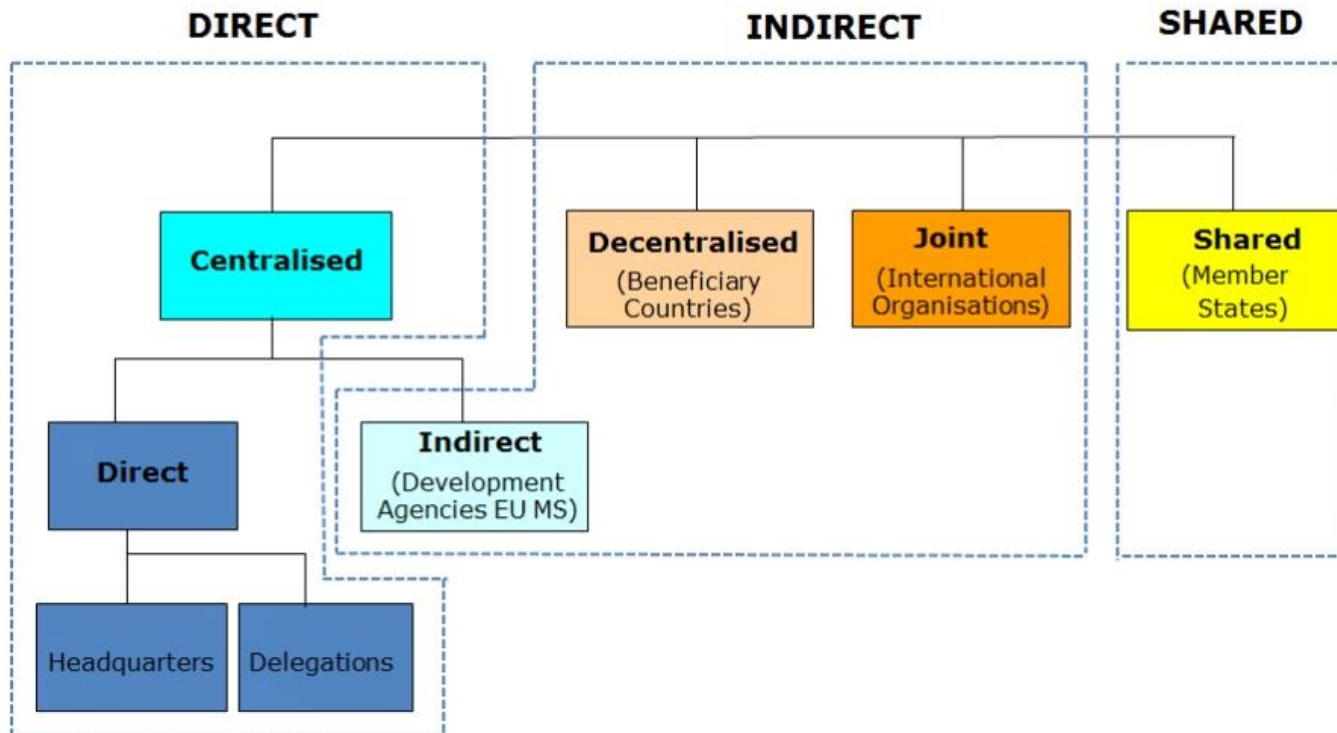 DIRECT
INDIRECT
SHARED
Centralised
Decentralised
(Beneficiary
Countries)
Joint
(International
Organisations)
Shared
(Member
States)
Direct
Indirect
(Development
Agencies EU MS)
Headquarters
Delegations